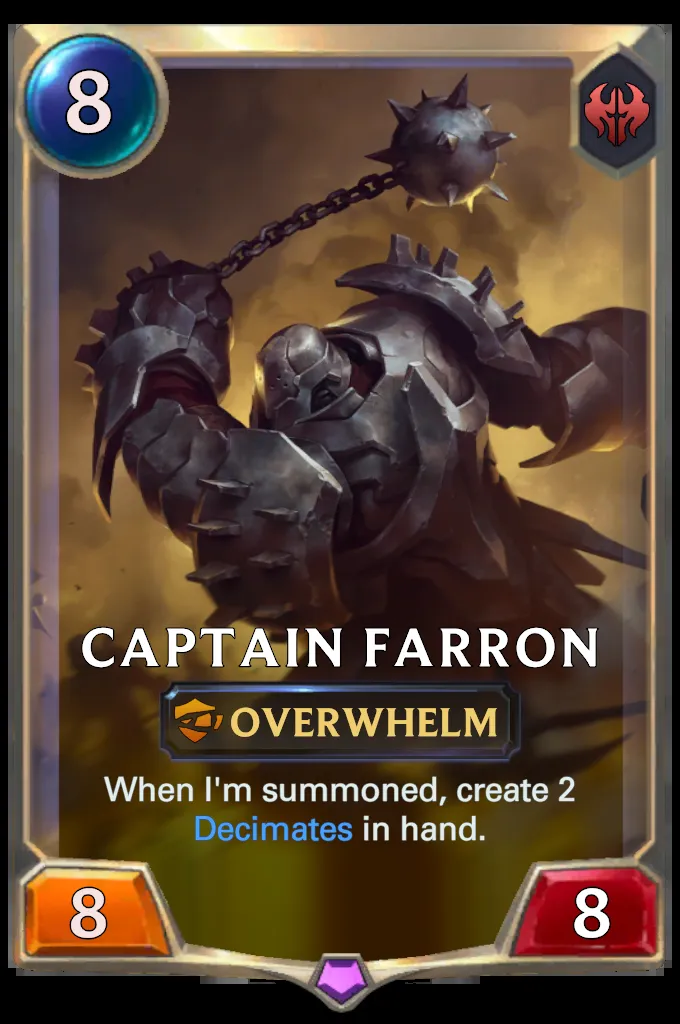 8
CAPTAIN FARRON
OVERWHELM
When I'm summoned, create 2
Decimates in hand.
8 8